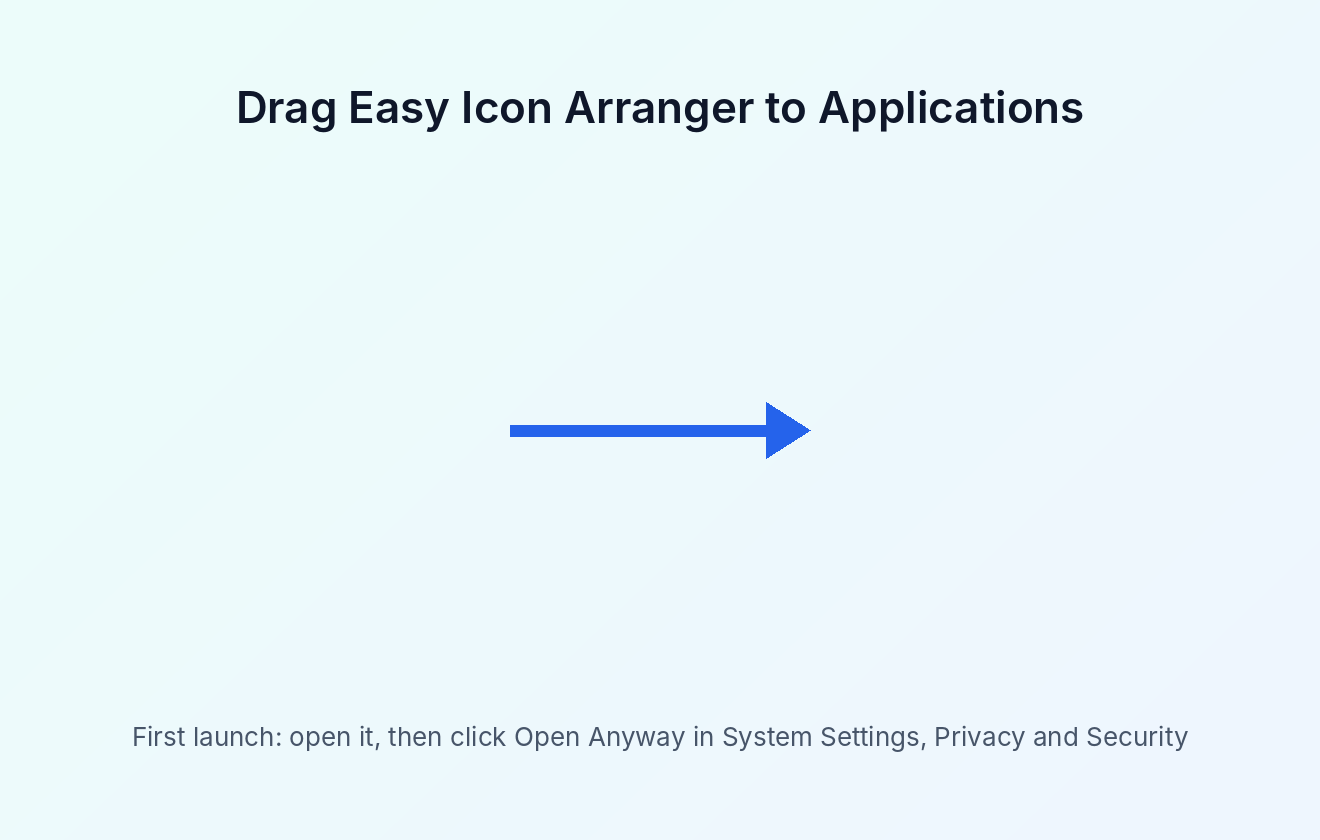 Drag Easy Icon Arranger to Applications
First launch: open it, then click Open Anyway in System Settings, Privacy and Security